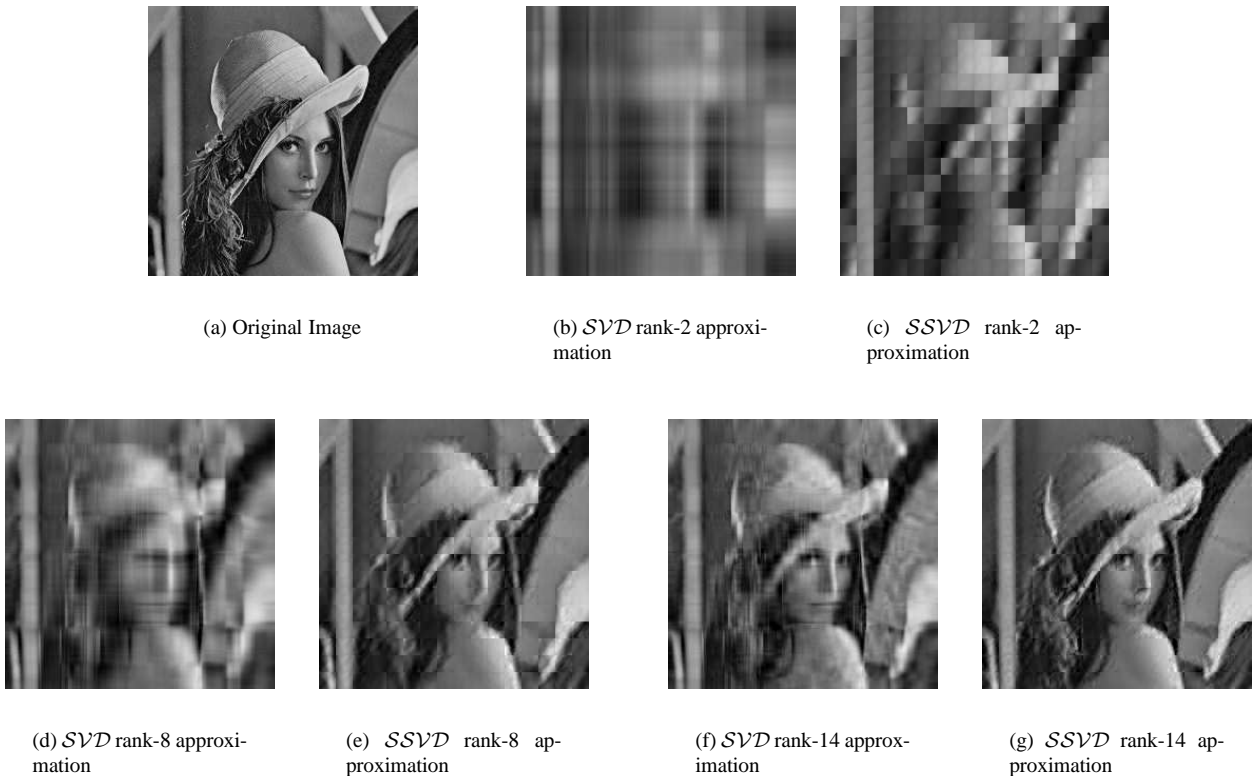 (a) Original Image
(b) SVD rank-2 approxi-
mation
(c) SSVD rank-2 ap-
proximation
(d) SVD rank-8 approxi-
mation
(e) SSVD rank-8 ap-
proximation
(f) SVD rank-14 approx-
imation
(g) SSVD rank-14 ap-
proximation